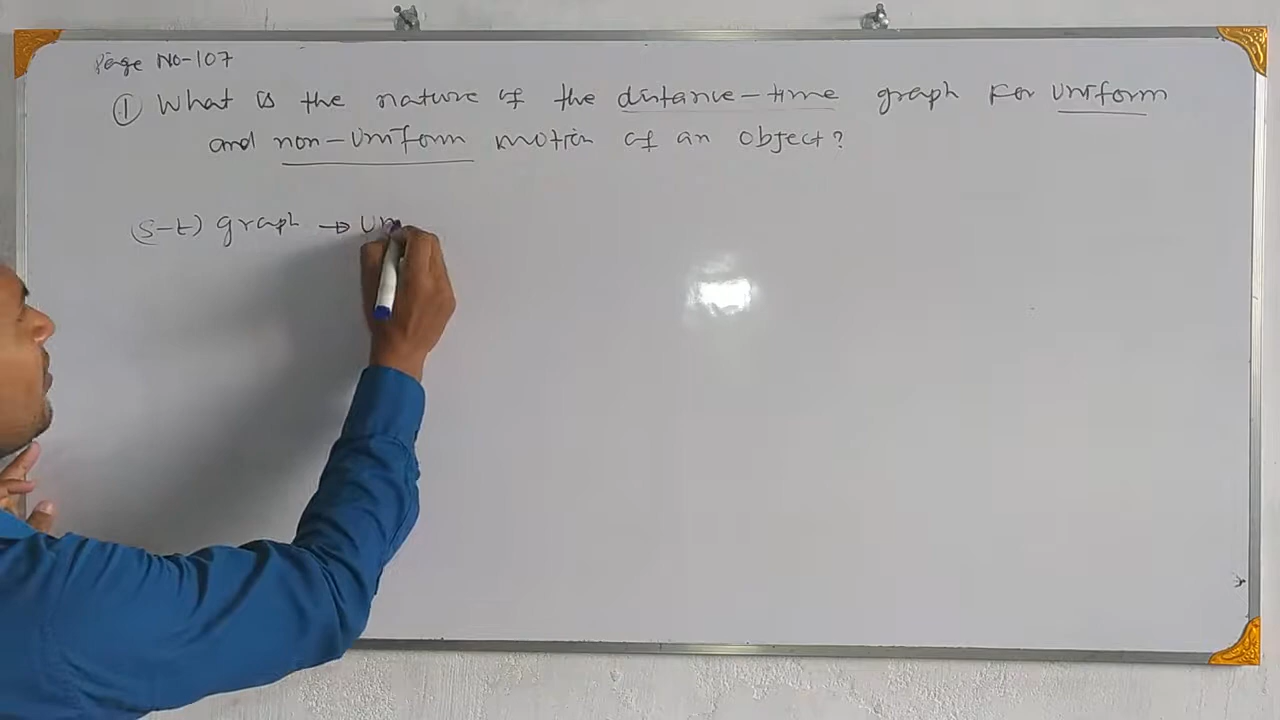 Page No-107
① What is the nature of the distance-time graph for uniform
and non-uniform motion of an object?
(s-t) graph → Un